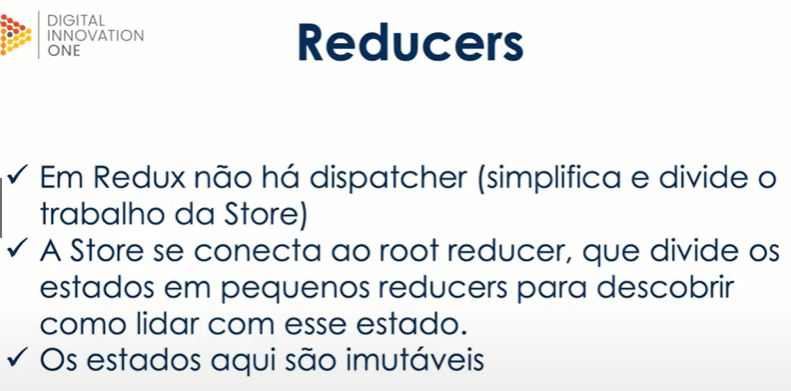 DIGITAL
INNOVATION
ONE
Reducers
✓ Em Redux não há dispatcher (simplifica e divide o
trabalho da Store)
✓ A Store se conecta ao root reducer, que divide os
estados em pequenos reducers para descobrir
como lidar com esse estado.
✓ Os estados aqui são imutáveis